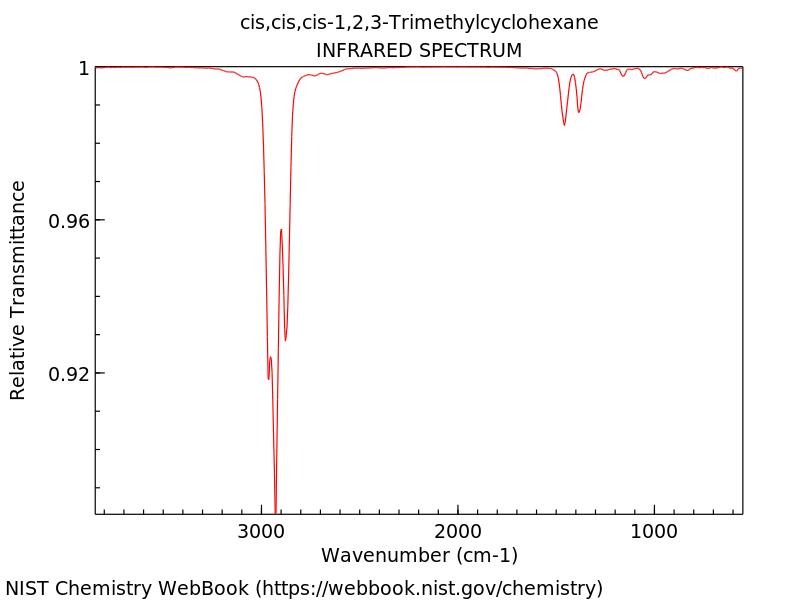 cis,cis,cis-1,2,3-Trimethylcyclohexane
INFRARED SPECTRUM
1
0.96
0.92
Relative Transmittance
3000 2000 1000
Wavenumber (cm-1)
NIST Chemistry WebBook (https://webbook.nist.gov/chemistry)